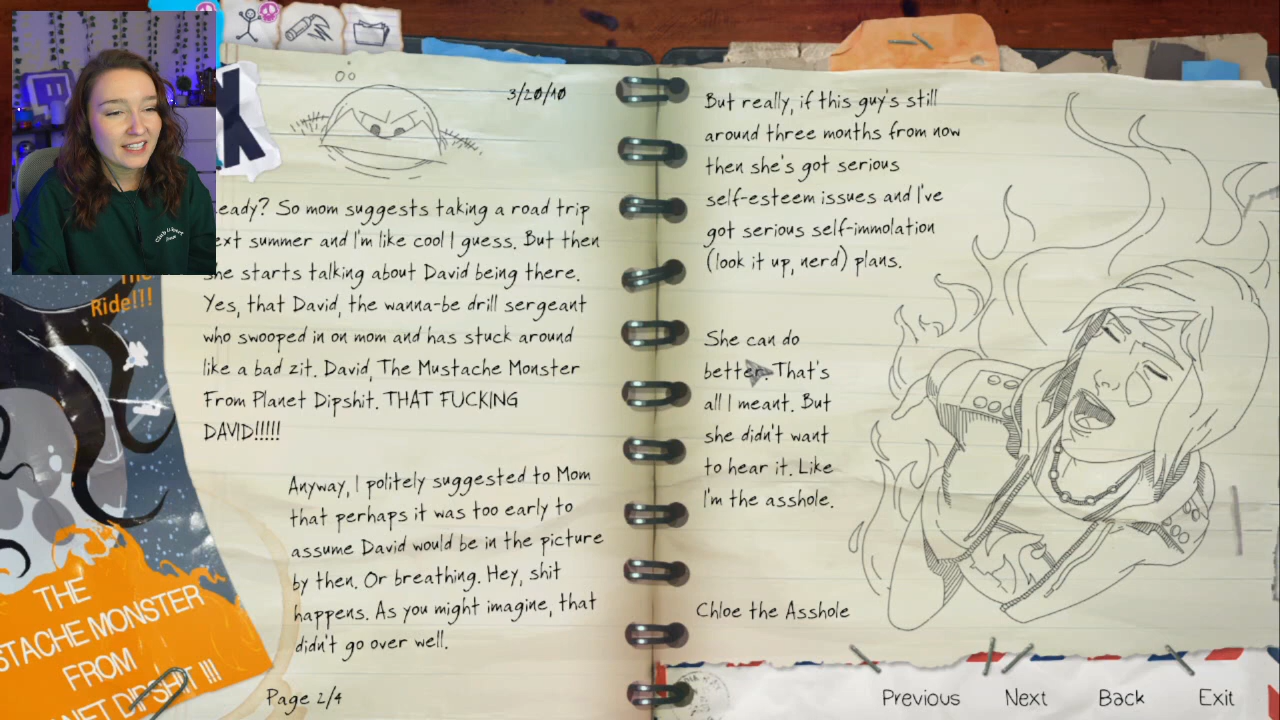 3/20/10
eady? So mom suggests taking a road trip
ext summer and I'm like cool I guess. But then
she starts talking about David being there.
Yes, that David, the wanna-be drill sergeant
who swooped in on mom and has stuck around
like a bad zit. David, The Mustache Monster
From Planet Dipshit. THAT FUCKING
DAVID!!!!!
Anyway, I politely suggested to Mom
that perhaps it was too early to
assume David would be in the picture
by then. Or breathing. Hey, shit
happens. As you might imagine, that
didn't go over well.
Page 2/4
But really, if this guy's still
around three months from now
then she's got serious
self-esteem issues and I've
got serious self-immolation
(look it up, nerd) plans.
She can do
better. That's
all I meant. But
she didn't want
to hear it. Like
I'm the asshole.
Chloe the Asshole
Ride!!!
THE
STACHE MONSTER
FROM
NET DIPSHIT !!!
Previous Next Back Exit